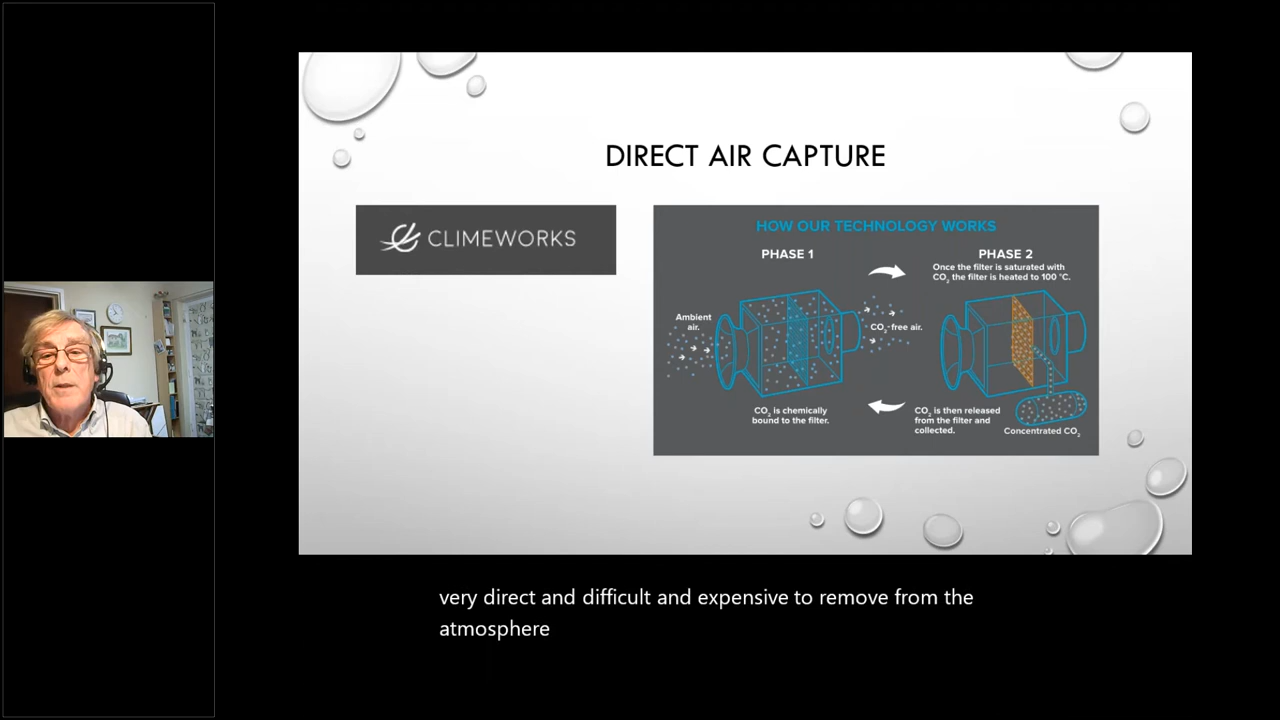 DIRECT AIR CAPTURE
CLIMEWORKS
HOW OUR TECHNOLOGY WORKS
PHASE 1
Ambient
air.
CO₂-free air.
CO₂ is chemically
bound to the filter.
PHASE 2
Once the filter is saturated with
CO₂ the filter is heated to 100 °C.
CO₂ is then released
from the filter and
collected.
Concentrated CO₂
very direct and difficult and expensive to remove from the
atmosphere